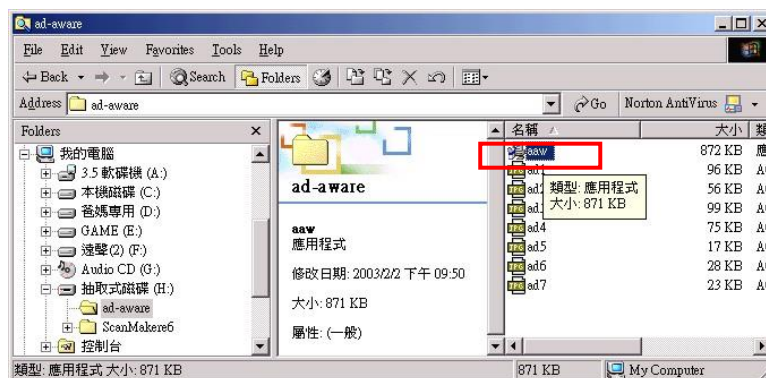 ad-aware
File Edit View Favorites Tools Help
Back Search Folders
Address ad-aware Go Norton AntiVirus
Folders
我的電腦
3.5 軟碟機 (A:)
本機磁碟 (C:)
爸媽專用 (D:)
GAME (E:)
遠聲(2) (F:)
Audio CD (G:)
抽取式磁碟 (H:)
ad-aware
ScanMakere6
控制台
ad-aware
aaw
應用程式
修改日期: 2003/2/2 下午 09:50
大小: 871 KB
屬性: (一般)
名稱 大小 類
aaw 872 KB 應
ad1 96 KB A
ad2 56 KB A
ad3 99 KB A
ad4 75 KB A
ad5 17 KB A
ad6 28 KB A
ad7 23 KB A
類型: 應用程式
大小: 871 KB
類型: 應用程式 大小: 871 KB 871 KB My Computer